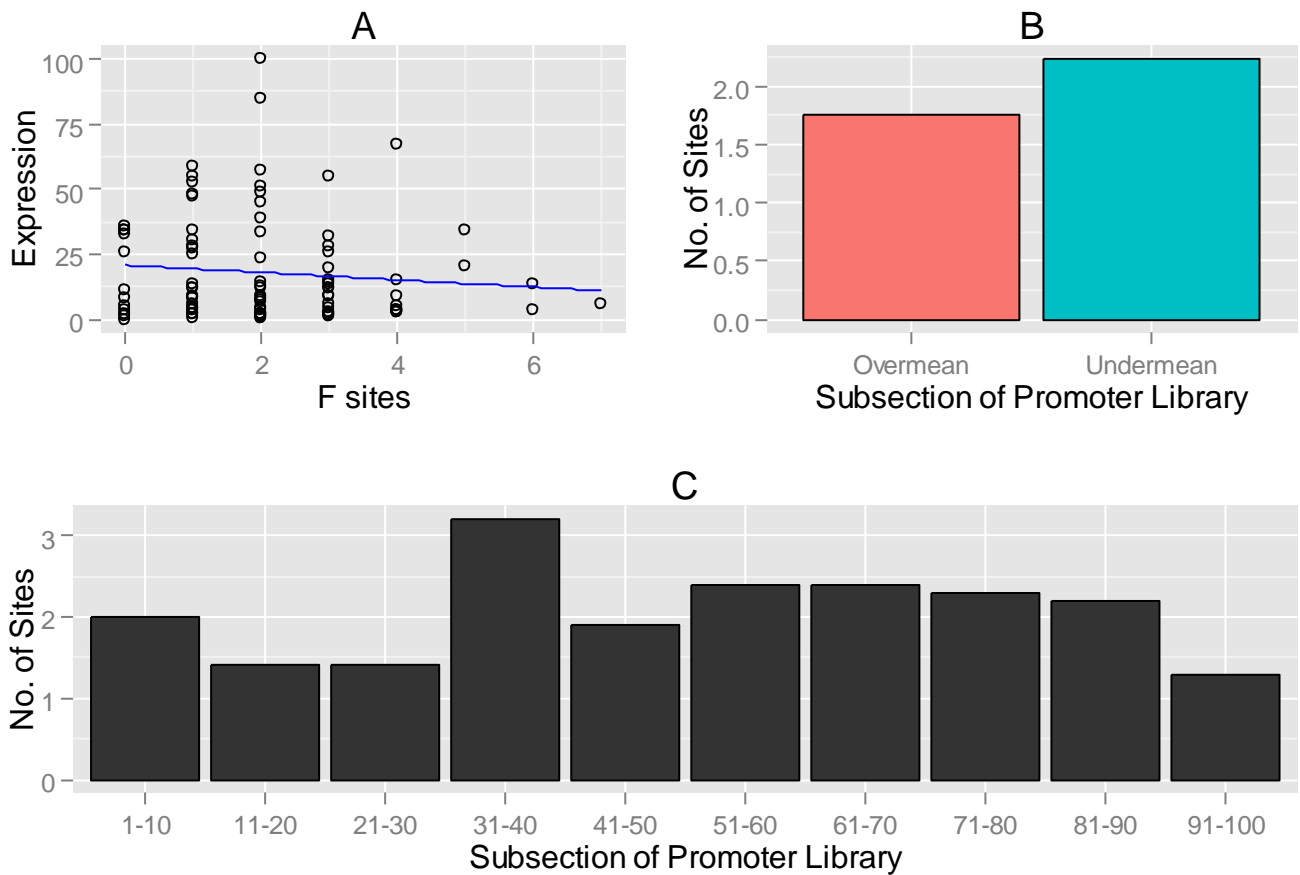 A
Expression
100
75
50
25
0
0 2 4 6
F sites
B
No. of Sites
2.0
1.5
1.0
0.5
0.0
Overmean Undermean
Subsection of Promoter Library
C
No. of Sites
3
2
1
0
1-10 11-20 21-30 31-40 41-50 51-60 61-70 71-80 81-90 91-100
Subsection of Promoter Library